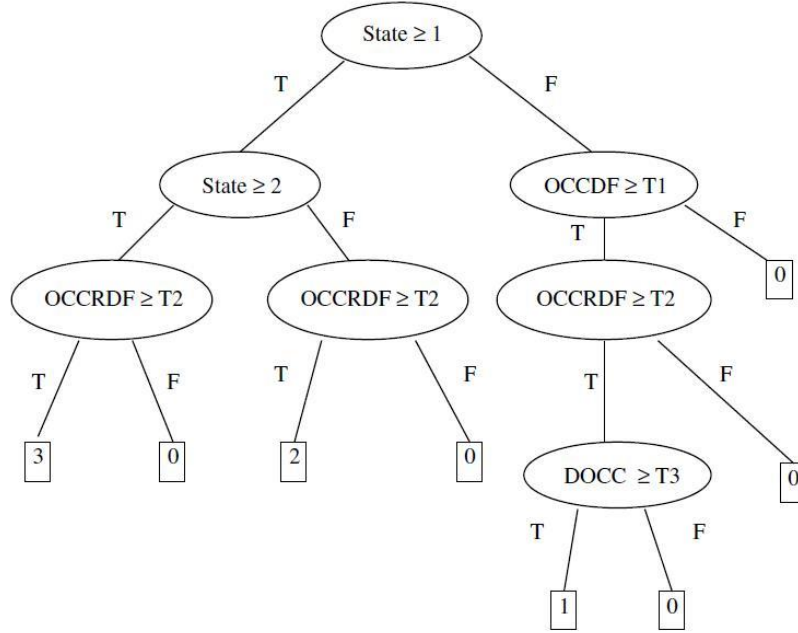 State ≥ 1
T
F
State ≥ 2
OCCDF ≥ T1
T
F
T
F
OCCRDF ≥ T2
OCCRDF ≥ T2
OCCRDF ≥ T2
0
T
F
T
F
T
F
3
0
2
0
DOCC ≥ T3
0
T
F
1
0